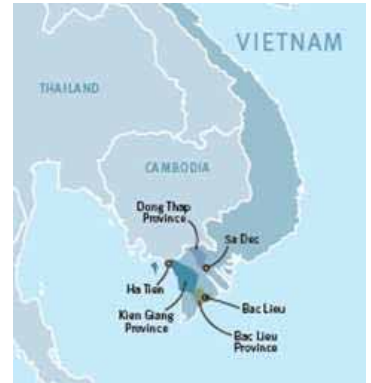 VIETNAM
THAILAND
CAMBODIA
Dong Thap
Province
Sa Dec
Ha Tien
Kien Giang
Province
Bac Lieu
Bac Lieu
Province